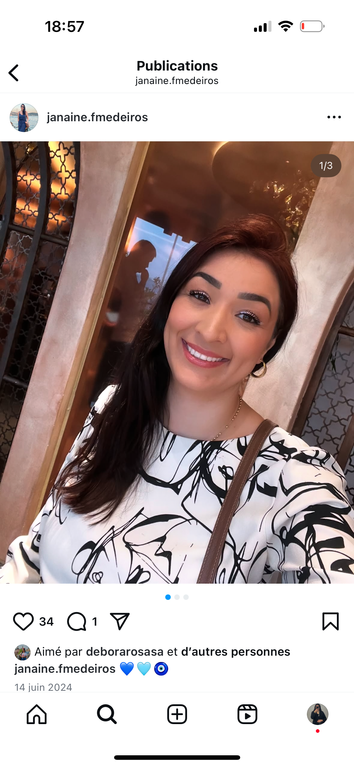 18:57
Publications
janaine.fmedeiros
janaine.fmedeiros
1/3
34 1
Aimé par deborarosasa et d'autres personnes
janaine.fmedeiros 💙🩵🧿
14 juin 2024